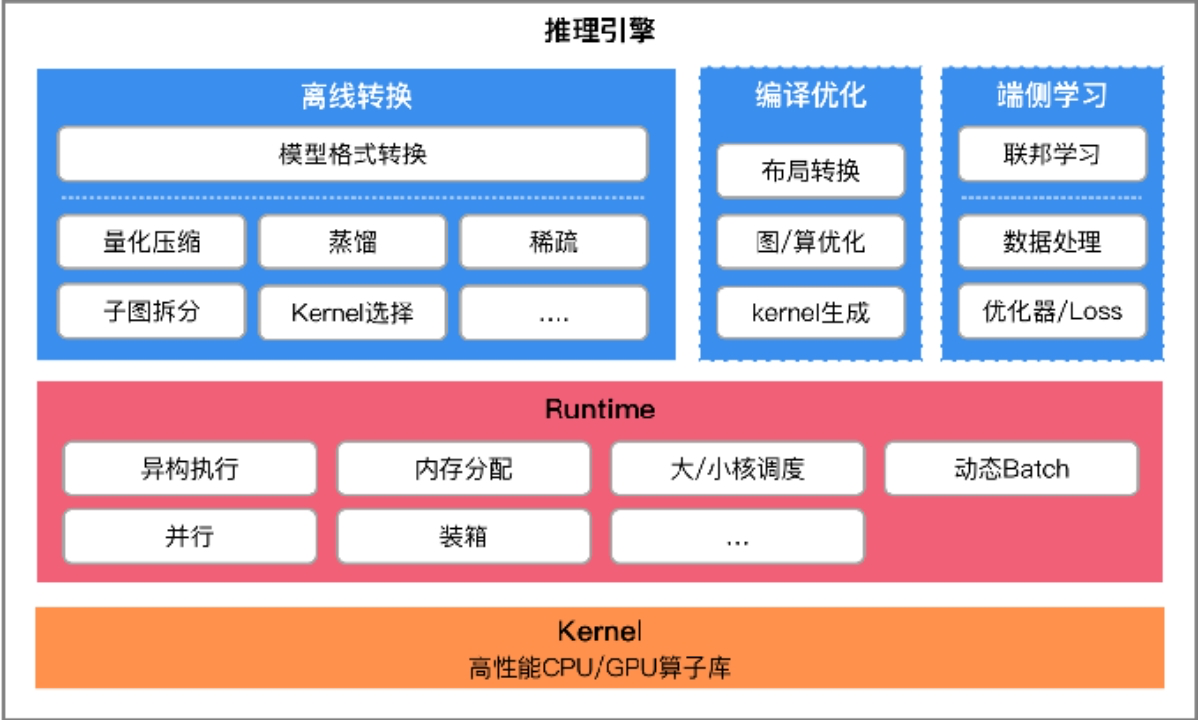 推理引擎
离线转换
模型格式转换
量化压缩 蒸馏 稀疏
子图拆分 Kernel选择 ....
编译优化
布局转换
图/算优化
kernel生成
端侧学习
联邦学习
数据处理
优化器/Loss
Runtime
异构执行 内存分配 大/小核调度 动态Batch
并行 装箱 ...
Kernel
高性能CPU/GPU算子库